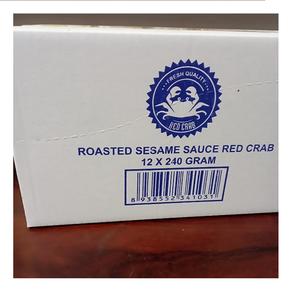 FRESH QUALITY
RED CRAB
ROASTED SESAME SAUCE RED CRAB
12 X 240 GRAM
8 938552 341031